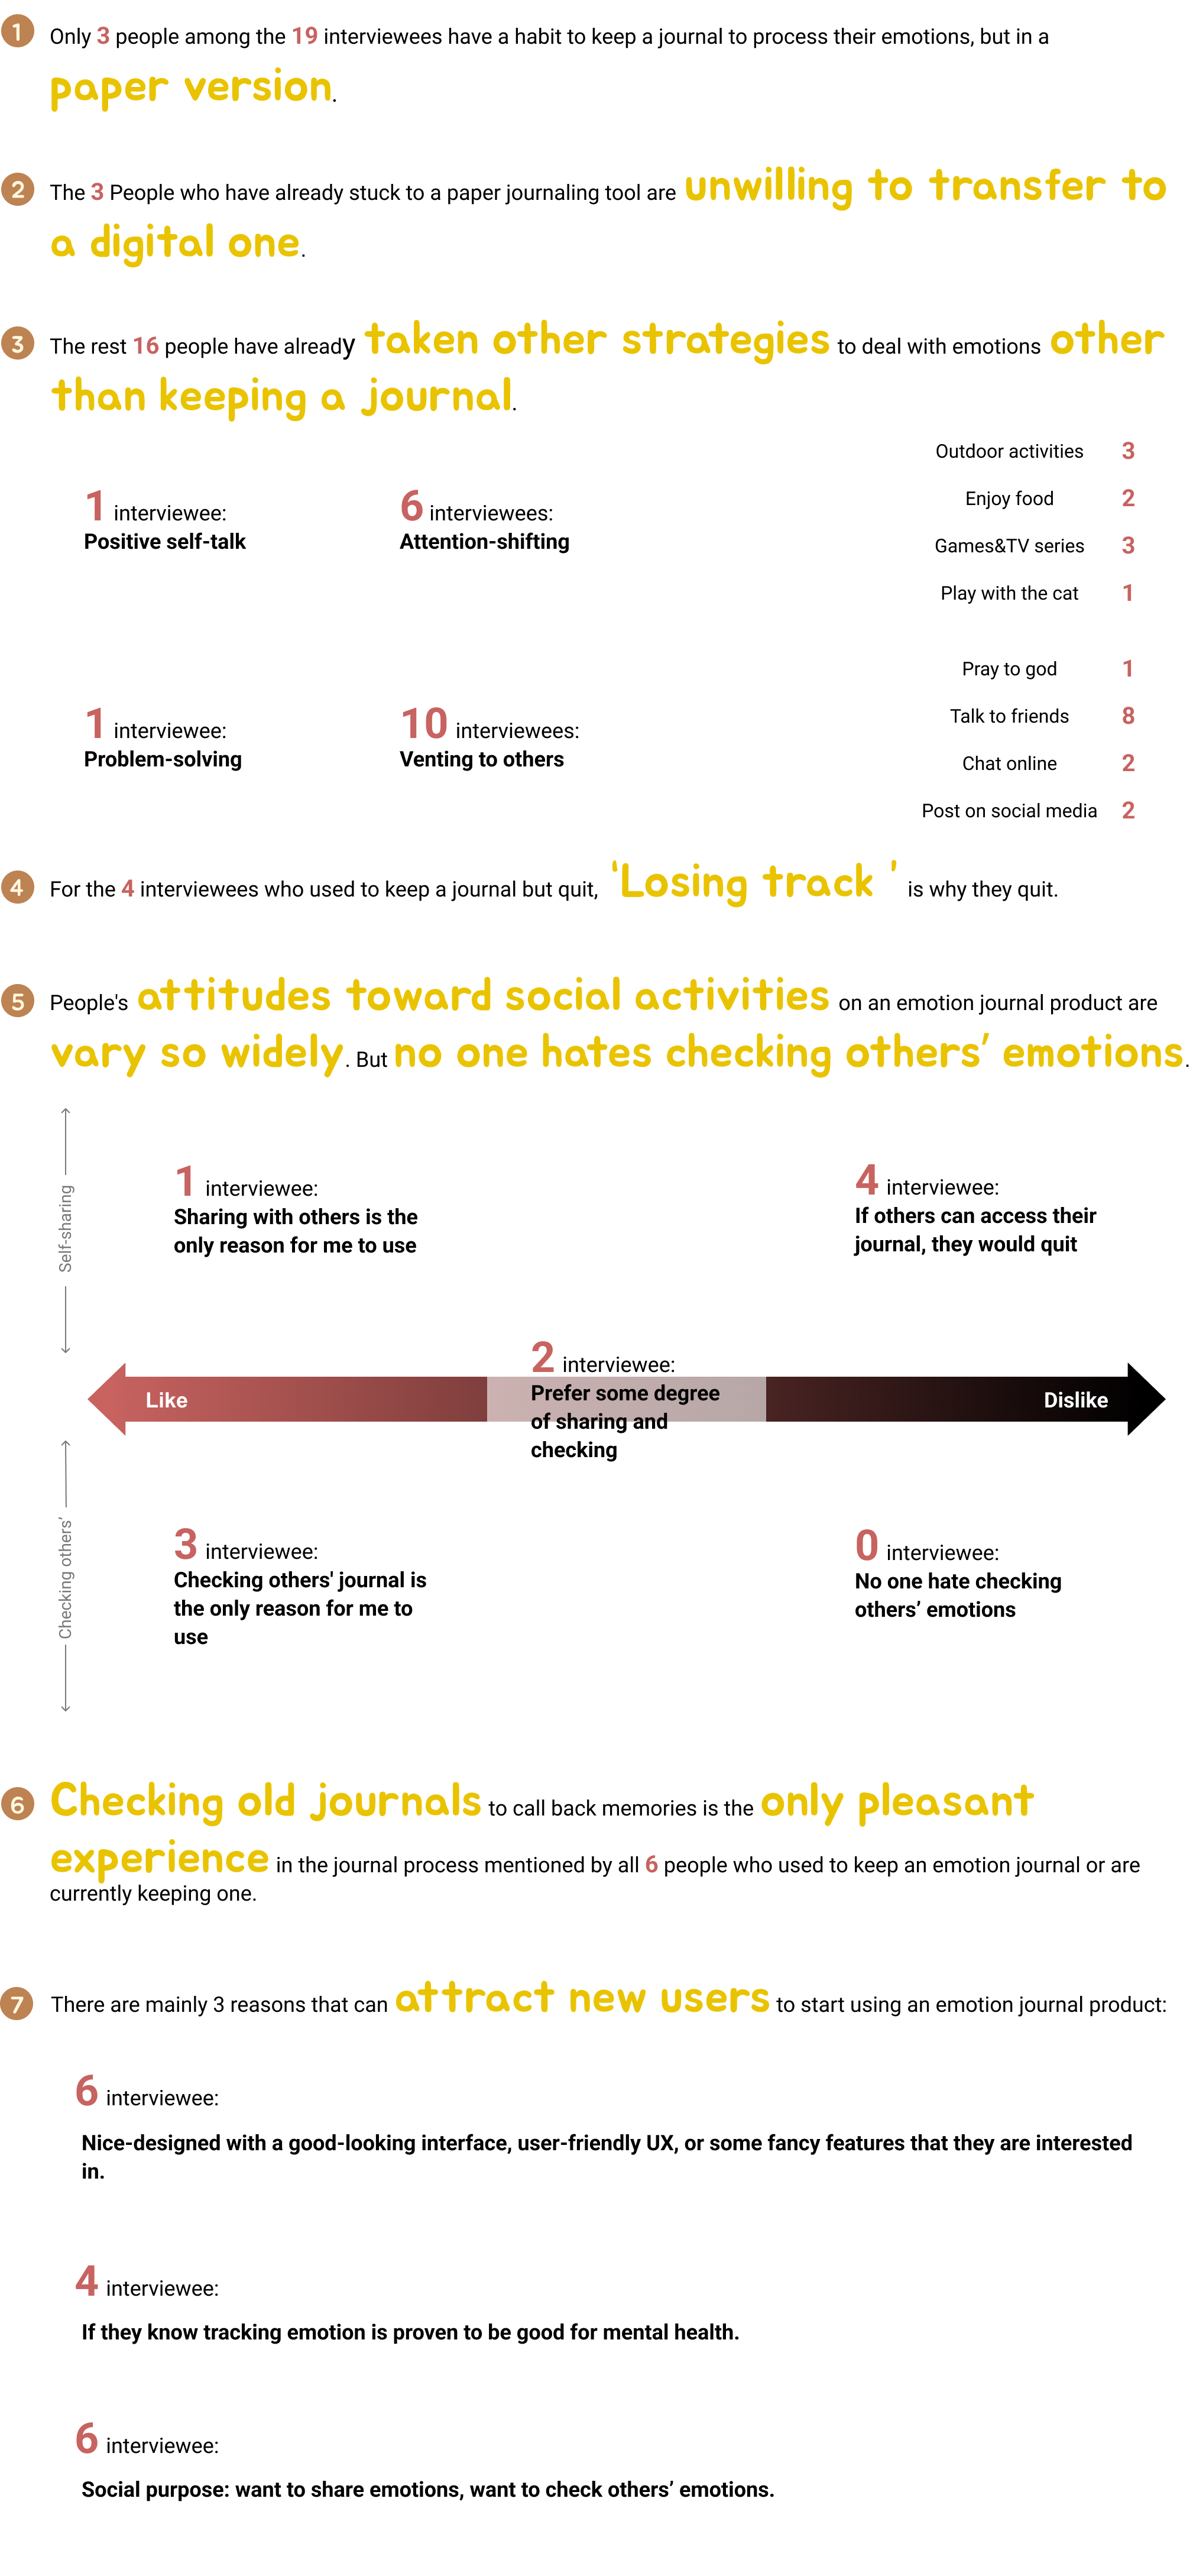 1 Only 3 people among the 19 interviewees have a habit to keep a journal to process their emotions, but in a
paper version.
2 The 3 People who have already stuck to a paper journaling tool are unwilling to transfer to
a digital one.
3 The rest 16 people have already taken other strategies to deal with emotions other
than keeping a journal.
1 interviewee:
Positive self-talk
6 interviewees:
Attention-shifting
Outdoor activities 3
Enjoy food 2
Games&TV series 3
Play with the cat 1
1 interviewee:
Problem-solving
10 interviewees:
Venting to others
Pray to god 1
Talk to friends 8
Chat online 2
Post on social media 2
4 For the 4 interviewees who used to keep a journal but quit, 'Losing track ' is why they quit.
5 People's attitudes toward social activities on an emotion journal product are
vary so widely. But no one hates checking others' emotions.
Self-sharing
1 interviewee:
Sharing with others is the
only reason for me to use
4 interviewee:
If others can access their
journal, they would quit
Like
2 interviewee:
Prefer some degree
of sharing and
checking
Dislike
Checking others'
3 interviewee:
Checking others' journal is
the only reason for me to
use
0 interviewee:
No one hate checking
others' emotions
6 Checking old journals to call back memories is the only pleasant
experience in the journal process mentioned by all 6 people who used to keep an emotion journal or are
currently keeping one.
7 There are mainly 3 reasons that can attract new users to start using an emotion journal product:
6 interviewee:
Nice-designed with a good-looking interface, user-friendly UX, or some fancy features that they are interested
in.
4 interviewee:
If they know tracking emotion is proven to be good for mental health.
6 interviewee:
Social purpose: want to share emotions, want to check others' emotions.